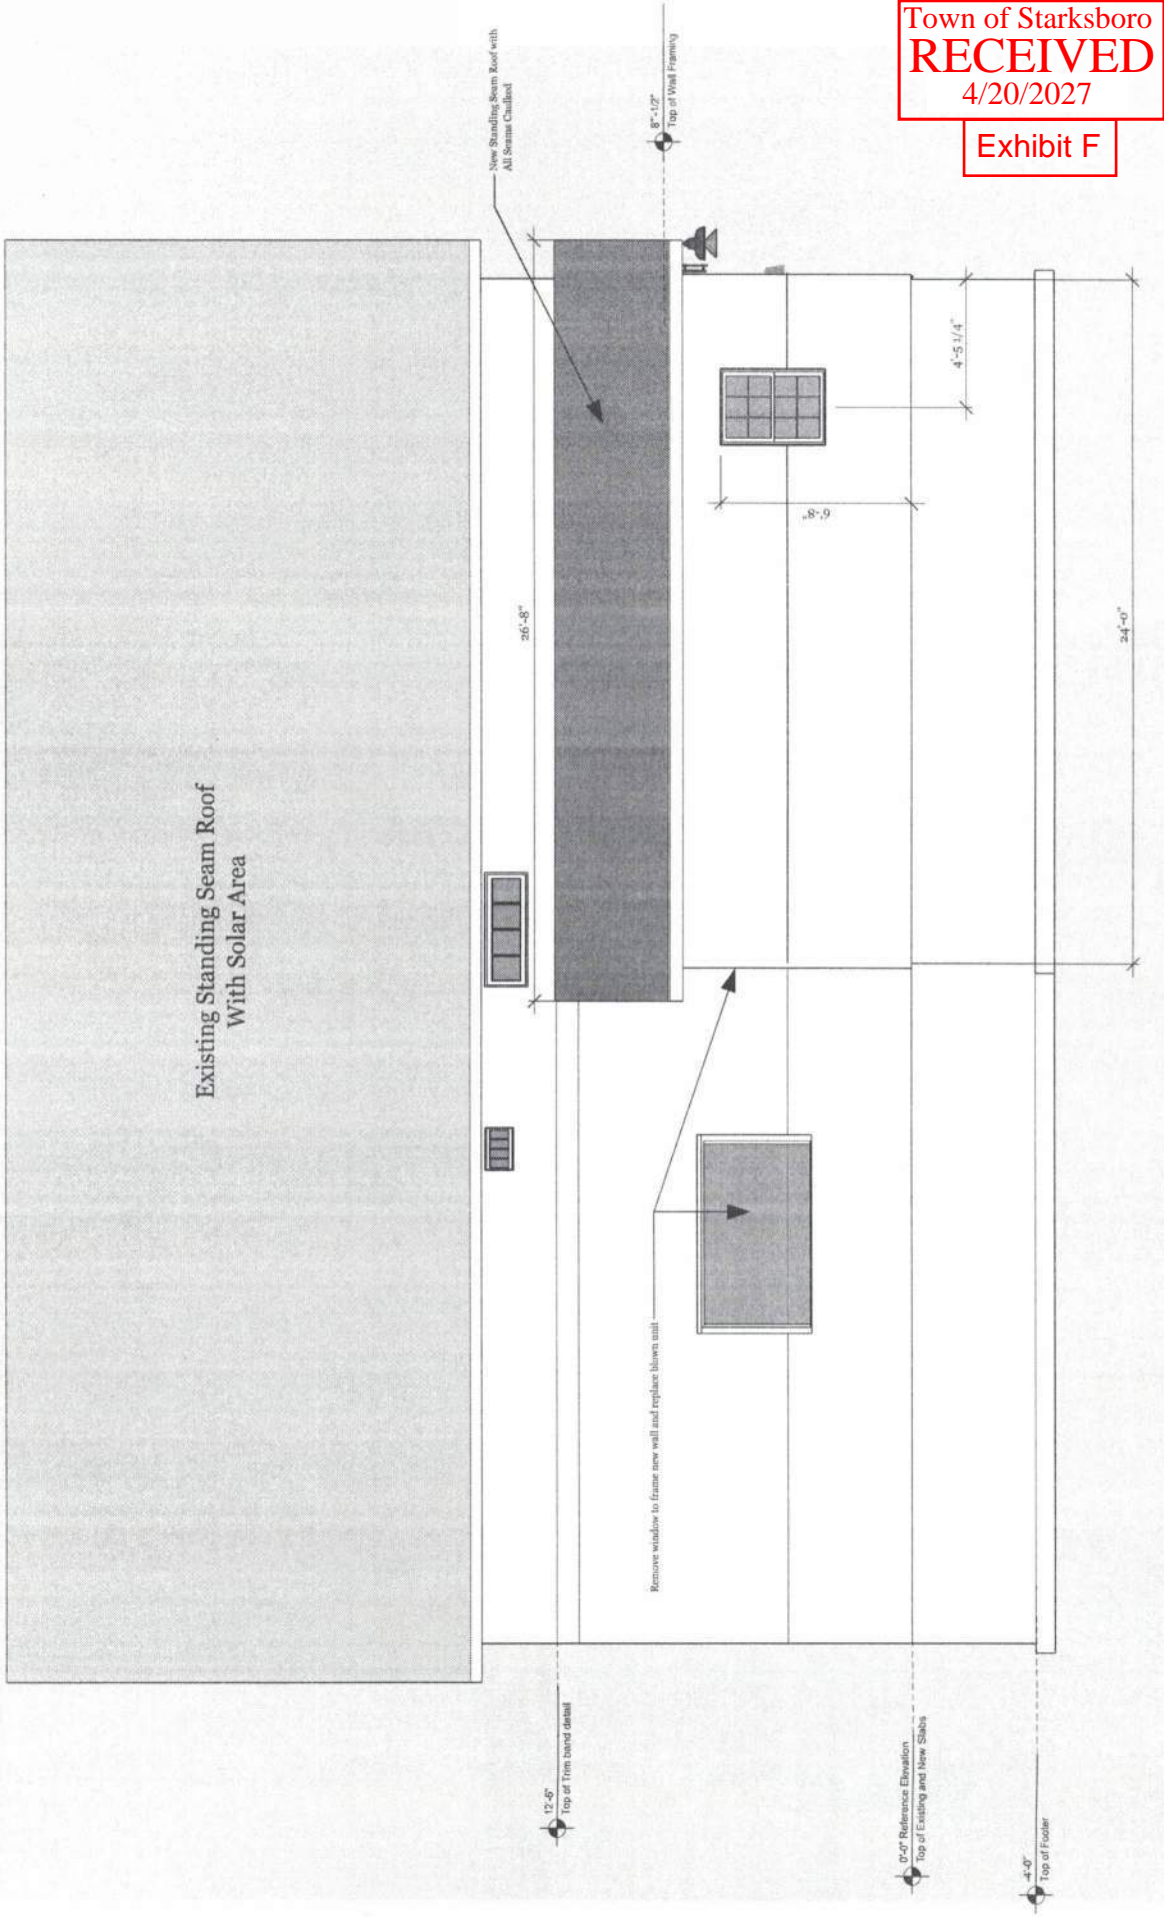 Town of Starksboro
RECEIVED
4/20/2027
Exhibit F
Existing Standing Seam Roof
With Solar Area
New Standing Seam Roof with
All Seams Caulked
8'-1/2"
Top of Wall Framing
26'-8"
6'-8"
4'-5 1/4"
24'-0"
Remove window to frame new wall and replace blown unit
12'-6"
Top of Trim band detail
0'-0" Reference Elevation
Top of Existing and New Slabs
-4'-0"
Top of Footer